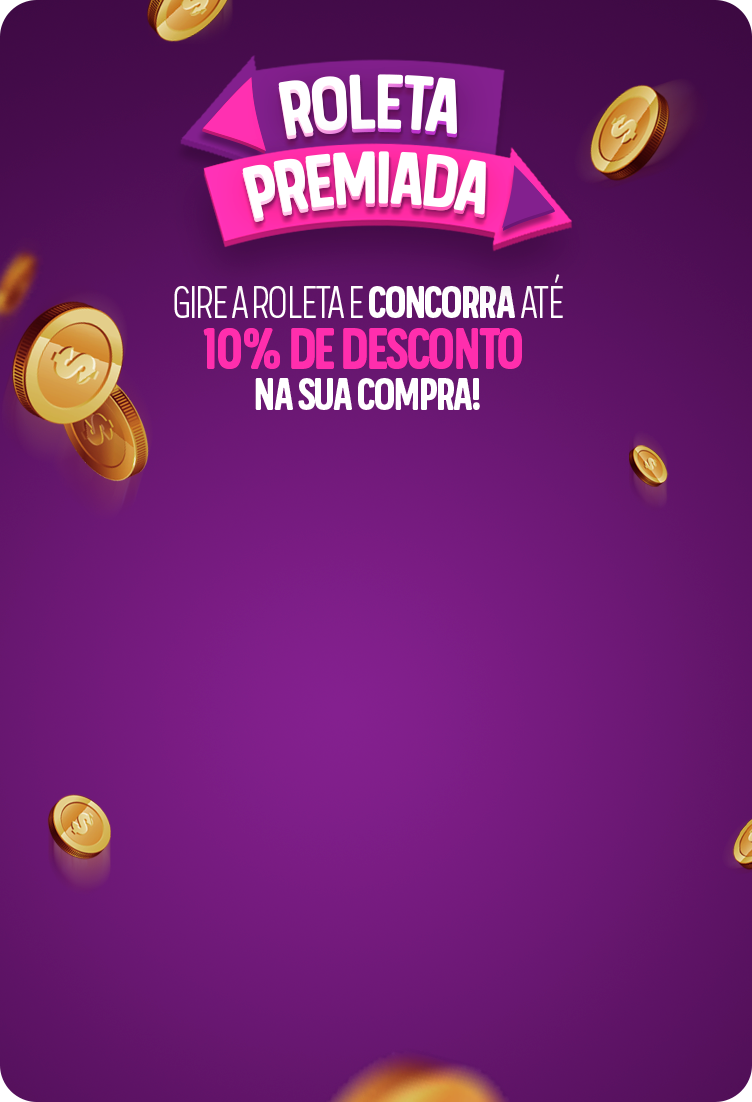 ROLETA
PREMIADA
GIRE A ROLETA E CONCORRA ATÉ
10% DE DESCONTO
NA SUA COMPRA!